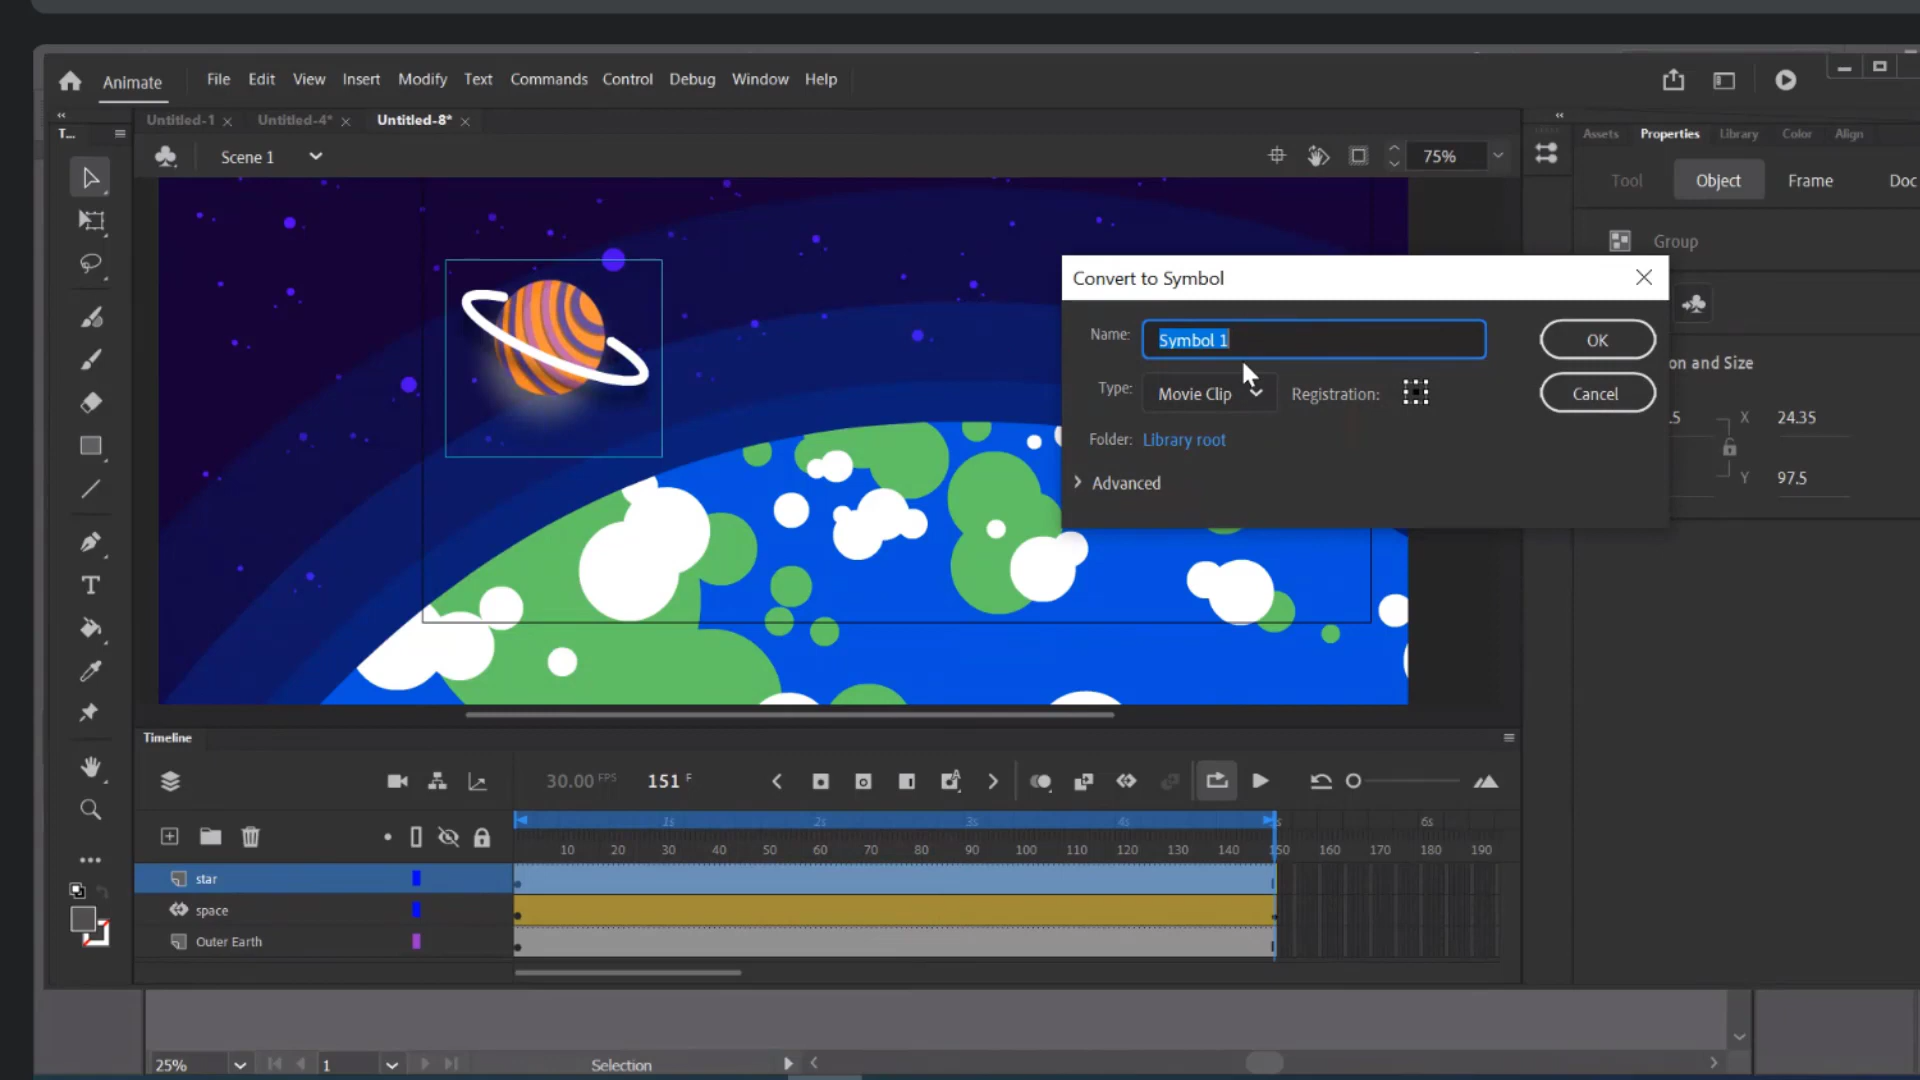 Animate File Edit View Insert Modify Text Commands Control Debug Window Help
Untitled-1 × Untitled-4* × Untitled-8* ×
T...
Assets Properties Library Color Align
Scene 1
75%
Tool Object Frame Doc
Group
Convert to Symbol
Name: Symbol 1
OK
on and Size
Type: Movie Clip Registration:
Cancel
.5 X 24.35
Folder: Library root
Y 97.5
> Advanced
Timeline
30.00 FPS 151 F
1s 2s 3s 4s 5s 6s
10 20 30 40 50 60 70 80 90 100 110 120 130 140 150 160 170 180 190
star
space
Outer Earth
25% 1 Selection